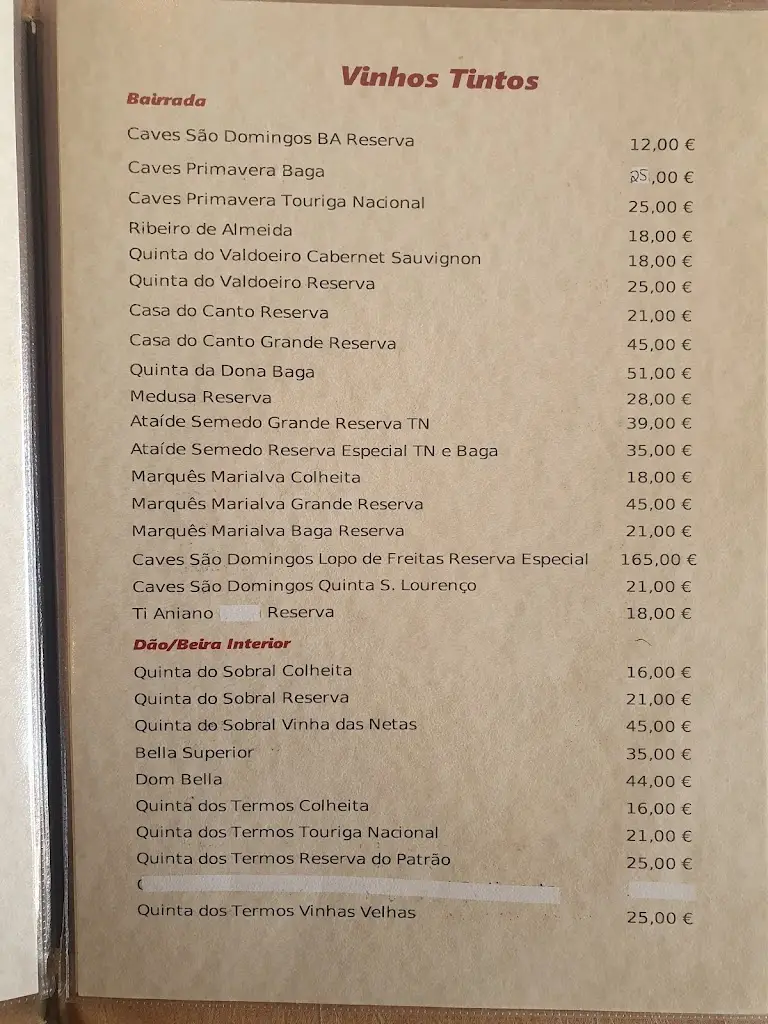 Vinhos Tintos
Bairrada
Caves São Domingos BA Reserva 12,00 €
Caves Primavera Baga 25,00 €
Caves Primavera Touriga Nacional 25,00 €
Ribeiro de Almeida 18,00 €
Quinta do Valdoeiro Cabernet Sauvignon 18,00 €
Quinta do Valdoeiro Reserva 25,00 €
Casa do Canto Reserva 21,00 €
Casa do Canto Grande Reserva 45,00 €
Quinta da Dona Baga 51,00 €
Medusa Reserva 28,00 €
Ataíde Semedo Grande Reserva TN 39,00 €
Ataíde Semedo Reserva Especial TN e Baga 35,00 €
Marquês Marialva Colheita 18,00 €
Marquês Marialva Grande Reserva 45,00 €
Marquês Marialva Baga Reserva 21,00 €
Caves São Domingos Lopo de Freitas Reserva Especial 165,00 €
Caves São Domingos Quinta S. Lourenço 21,00 €
Ti Aniano Reserva 18,00 €
Dão/Beira Interior
Quinta do Sobral Colheita 16,00 €
Quinta do Sobral Reserva 21,00 €
Quinta do Sobral Vinha das Netas 45,00 €
Bella Superior 35,00 €
Dom Bella 44,00 €
Quinta dos Termos Colheita 16,00 €
Quinta dos Termos Touriga Nacional 21,00 €
Quinta dos Termos Reserva do Patrão 25,00 €
Quinta dos Termos Vinhas Velhas 25,00 €